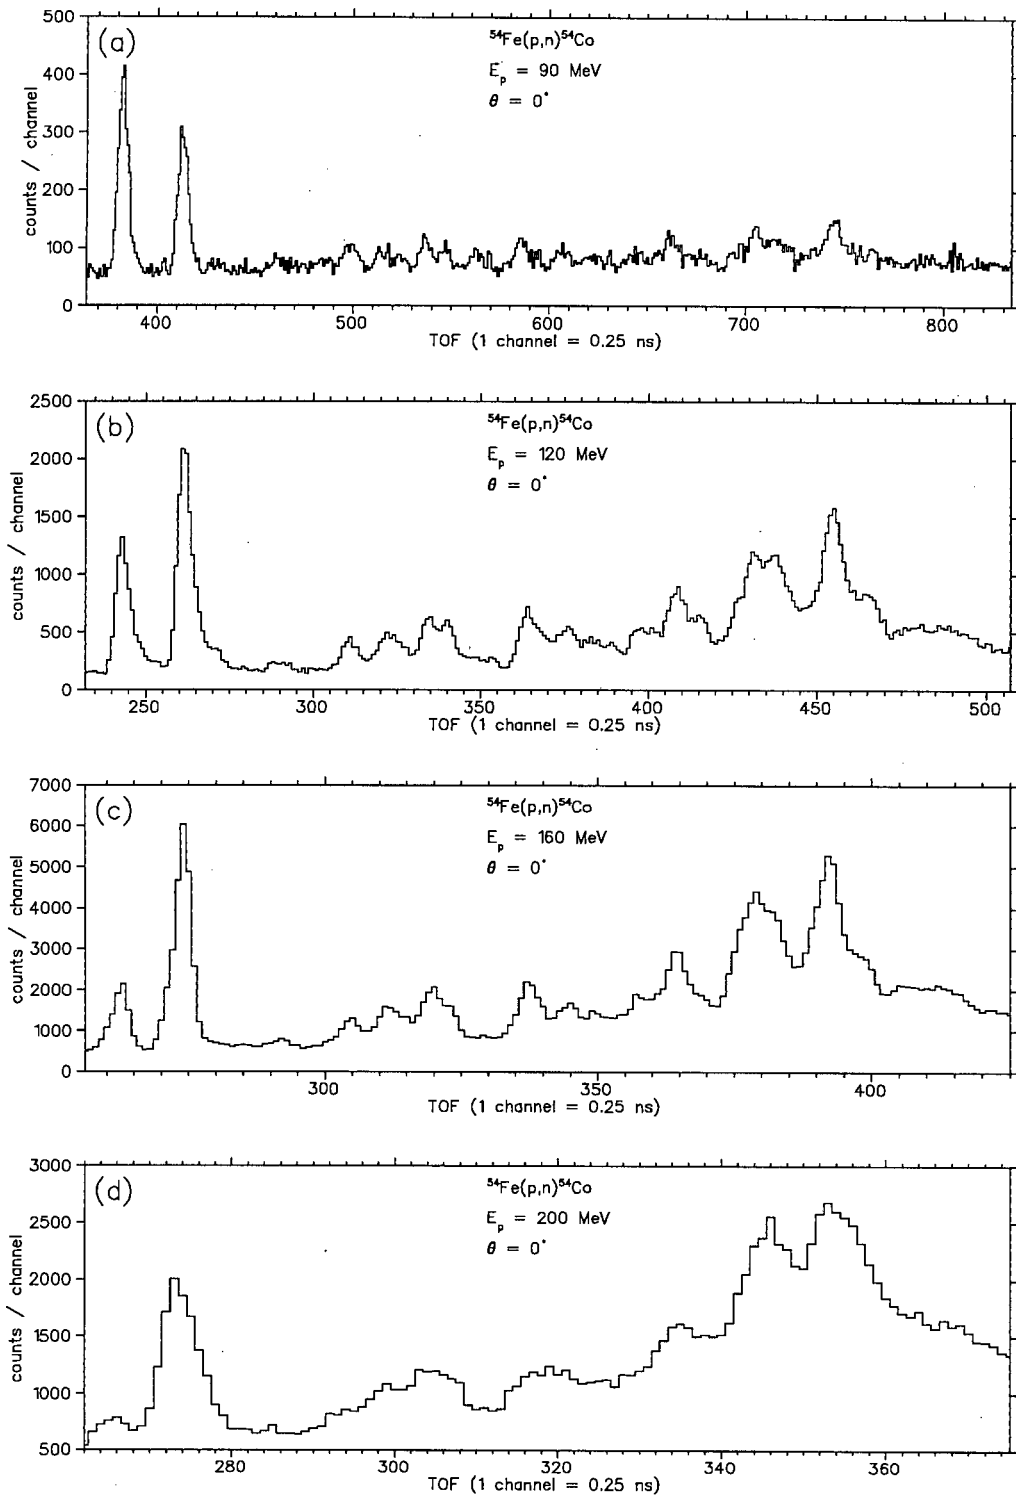 (a)
⁵⁴Fe(p,n)⁵⁴Co
Eₚ = 90 MeV
θ = 0°
counts / channel
500
400
300
200
100
0
400 500 600 700 800
TOF (1 channel = 0.25 ns)
(b)
⁵⁴Fe(p,n)⁵⁴Co
Eₚ = 120 MeV
θ = 0°
counts / channel
2500
2000
1500
1000
500
0
250 300 350 400 450 500
TOF (1 channel = 0.25 ns)
(c)
⁵⁴Fe(p,n)⁵⁴Co
Eₚ = 160 MeV
θ = 0°
counts / channel
7000
6000
5000
4000
3000
2000
1000
0
300 350 400
TOF (1 channel = 0.25 ns)
(d)
⁵⁴Fe(p,n)⁵⁴Co
Eₚ = 200 MeV
θ = 0°
counts / channel
3000
2500
2000
1500
1000
500
280 300 320 340 360
TOF (1 channel = 0.25 ns)